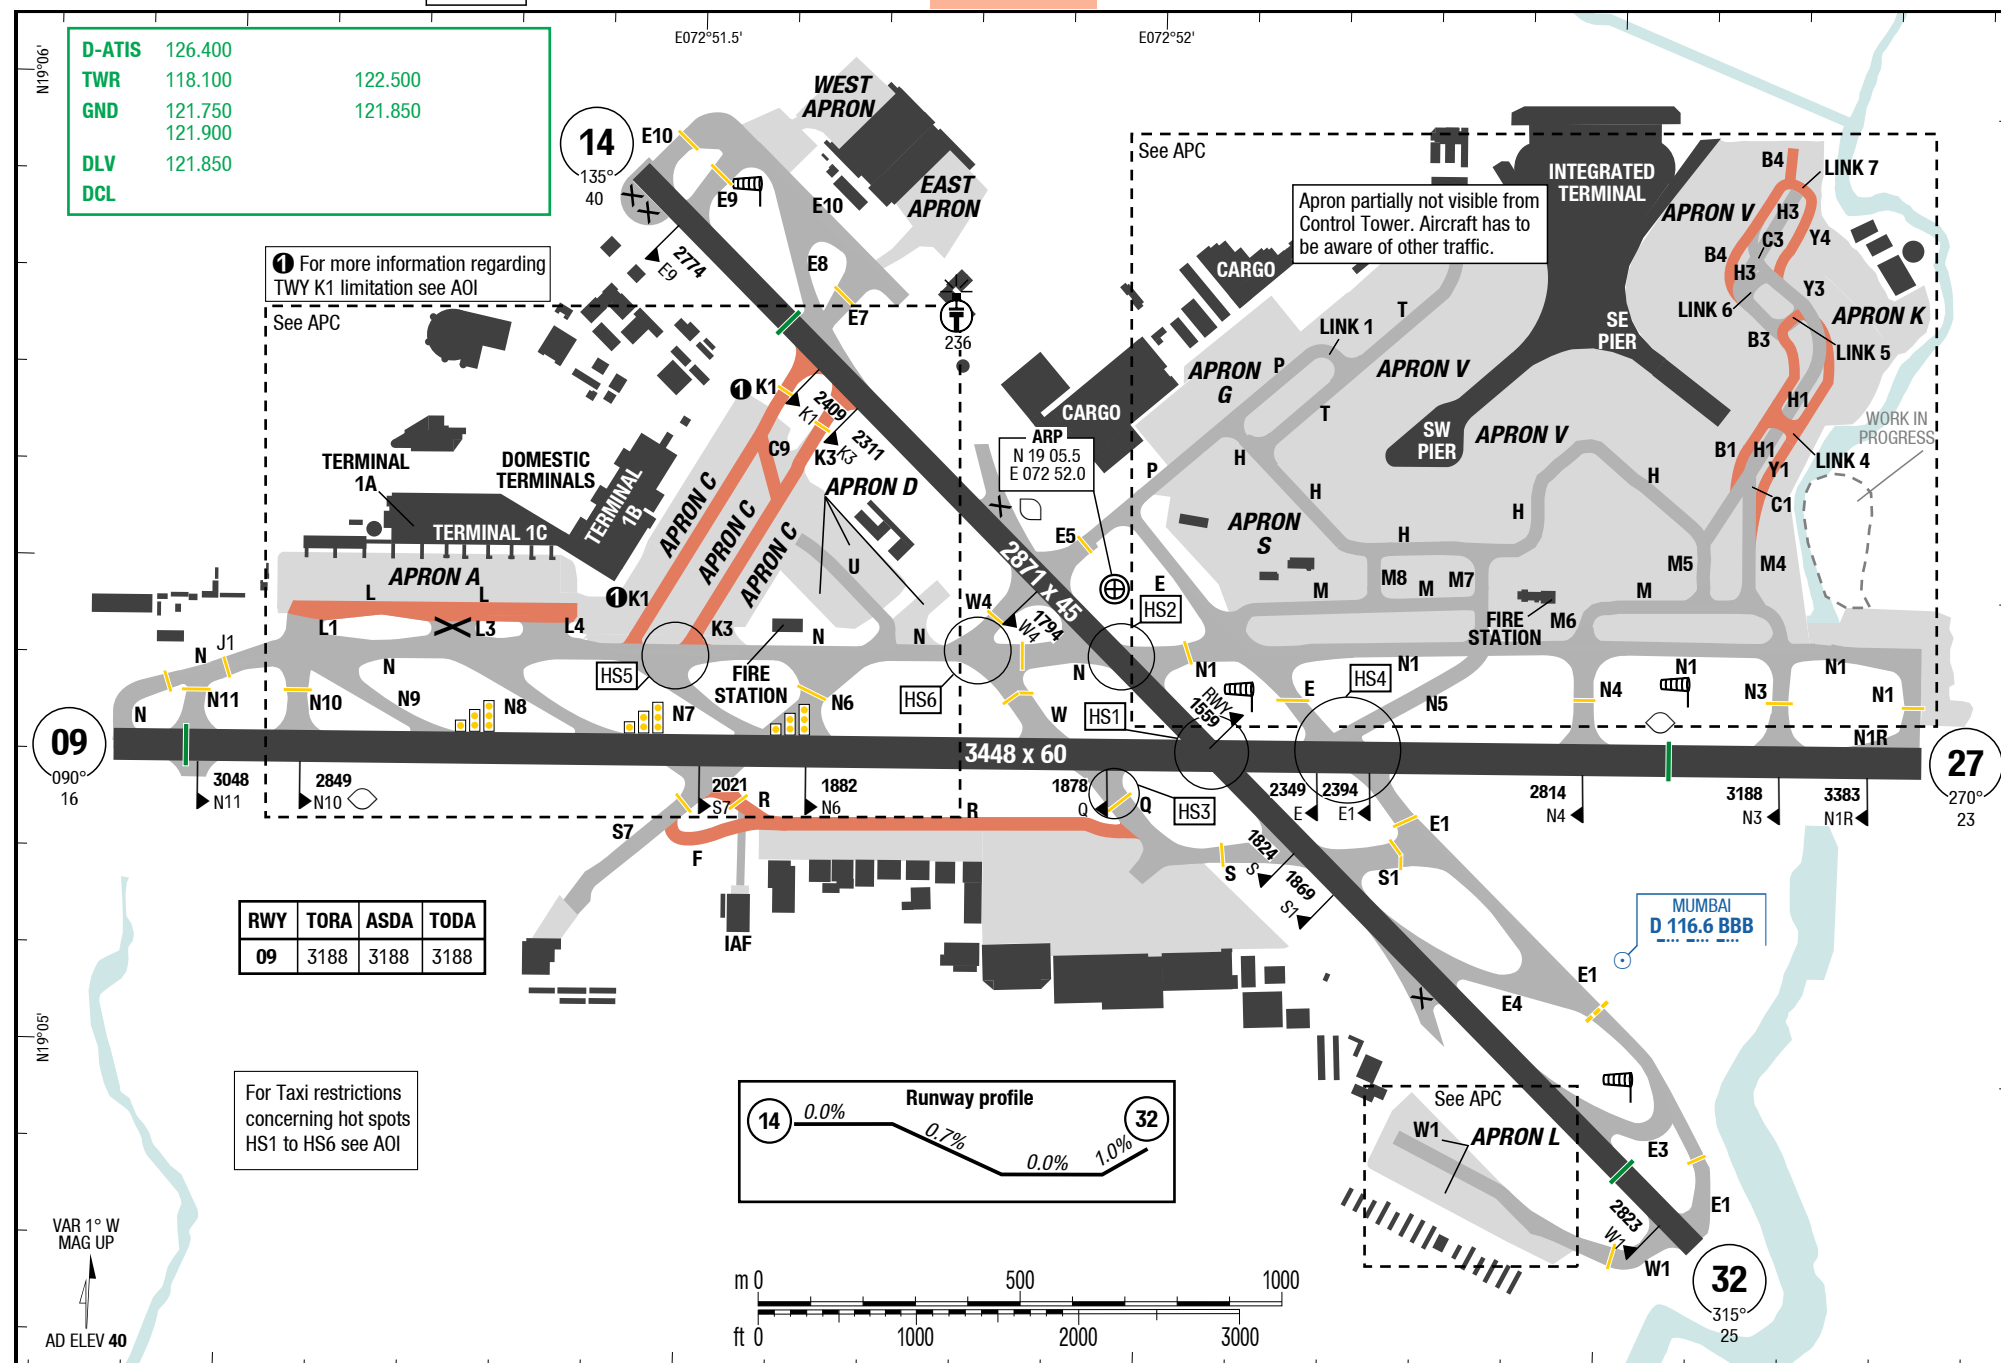 E072°51.5'
E072°52'
N19°06'
D-ATIS 126.400
TWR 118.100 122.500
GND 121.750 121.850
121.900
DLV 121.850
DCL
14
135°
40
E10
E9
E10
WEST
APRON
EAST
APRON
E8
E7
2774
E9
236
❶ For more information regarding
TWY K1 limitation see AOI
See APC
See APC
Apron partially not visible from
Control Tower. Aircraft has to
be aware of other traffic.
INTEGRATED
TERMINAL
B4
LINK 7
APRON V
H3
C3
Y4
B4
H3
Y3
LINK 6
APRON K
B3
LINK 5
H1
WORK IN
PROGRESS
B1
H1
Y1
LINK 4
C1
CARGO
CARGO
T
LINK 1
P
APRON
G
APRON V
T
SE
PIER
SW
PIER
APRON V
ARP
N 19 05.5
E 072 52.0
P
H
H
H
H
H
APRON
S
M
M8
M
M7
M6
M
M5
M4
FIRE
STATION
❶ K1
2409
K1
2311
K3
K3
C9
APRON D
U
TERMINAL
1A
DOMESTIC
TERMINALS
TERMINAL 1C
TERMINAL
1B
APRON C
APRON C
APRON C
APRON A
L
L
L1
L3
L4
❶K1
K3
J1
N
N
N
N
N
N
N11
N10
N9
N8
N7
N6
HS5
FIRE
STATION
HS6
W4
1794
W4
E5
E
HS2
2871 x 45
N1
N1
N1
N1
N1
HS1
HS4
HS3
W
RWY
1559
E
N5
N4
N3
N1R
09
090°
16
3448 x 60
27
270°
23
3048
N11
2849
N10
2021
S7
1882
N6
1878
Q
Q
2349
E
2394
E1
2814
N4
3188
N3
3383
N1R
S7
R
R
F
IAF
E1
S
S1
1824
S
1869
S1
RWY TORA ASDA TODA
09 3188 3188 3188
MUMBAI
D 116.6 BBB
E1
E4
N19°05'
For Taxi restrictions
concerning hot spots
HS1 to HS6 see AOI
Runway profile
14
0.0%
0.7%
0.0%
1.0%
32
See APC
W1
APRON L
E3
E1
2823
W1
W1
32
315°
25
VAR 1° W
MAG UP
AD ELEV 40
m 0 500 1000
ft 0 1000 2000 3000